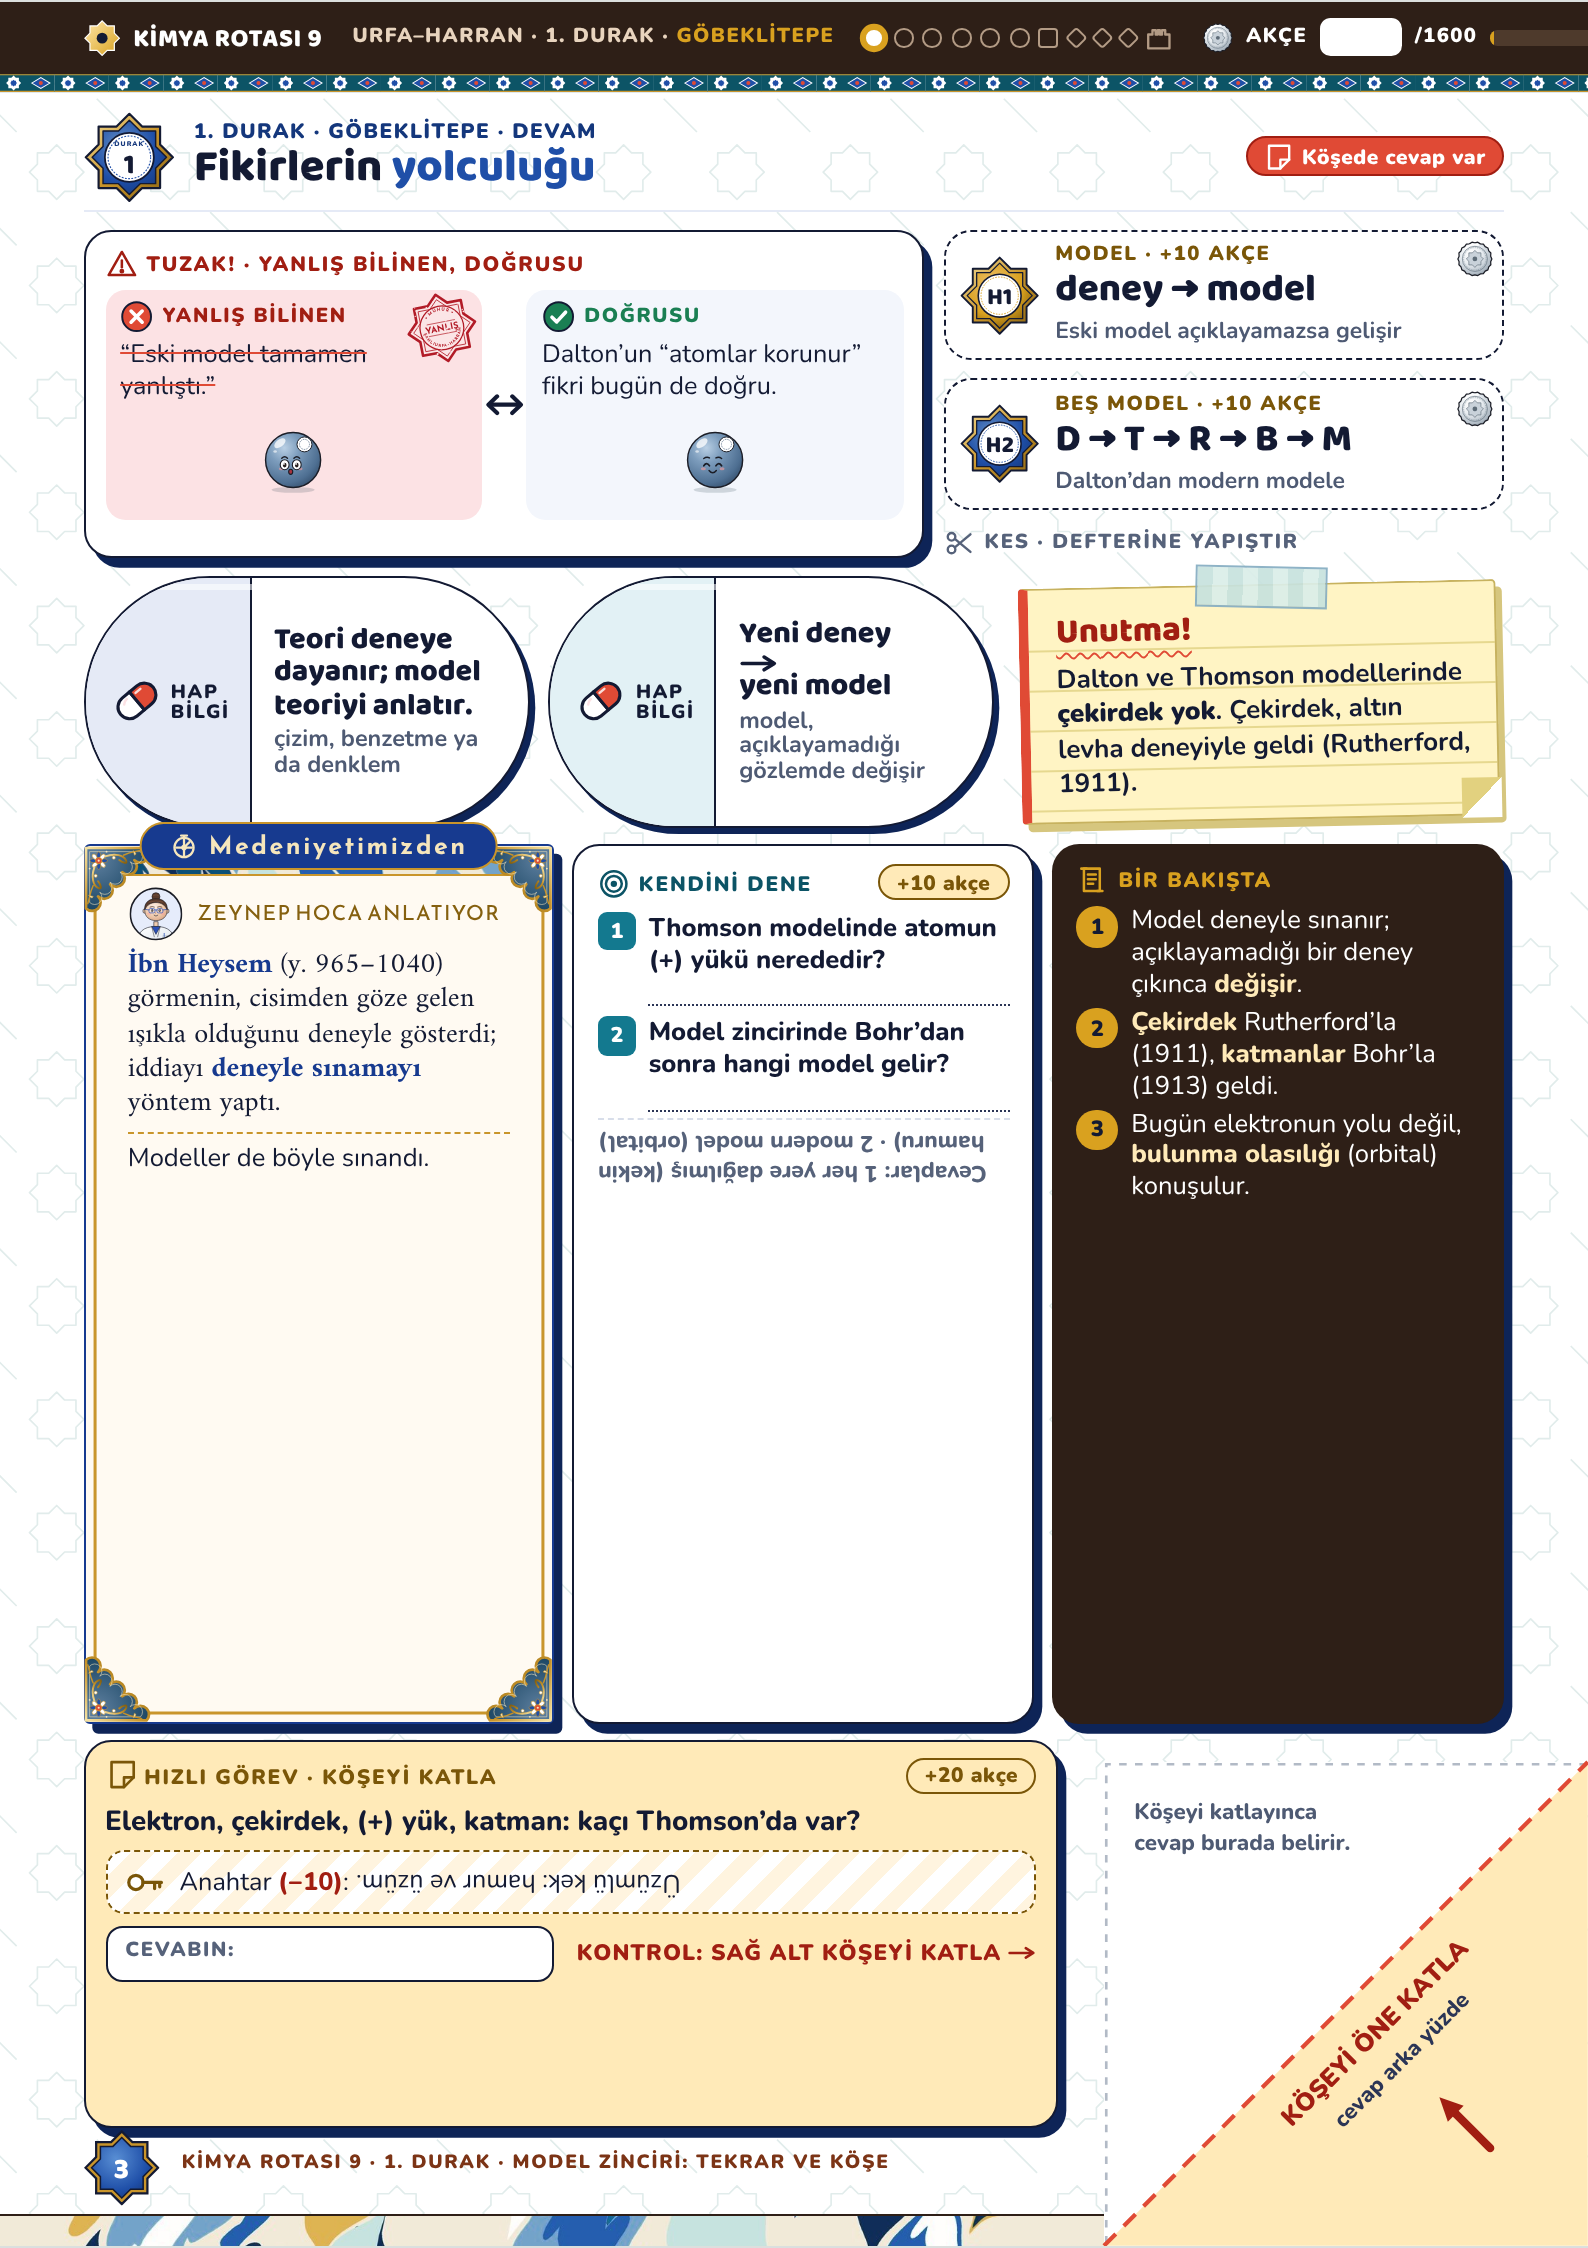 KİMYA ROTASI 9
URFA–HARRAN · 1. DURAK · GÖBEKLİTEPE
AKÇE /1600
DURAK
1
1. DURAK · GÖBEKLİTEPE · DEVAM
Fikirlerin yolculuğu
Köşede cevap var
TUZAK! · YANLIŞ BİLİNEN, DOĞRUSU
YANLIŞ BİLİNEN
YANLIŞ
“Eski model tamamen
yanlıştı.”
DOĞRUSU
Dalton’un “atomlar korunur”
fikri bugün de doğru.
H1
MODEL · +10 AKÇE
deney → model
Eski model açıklayamazsa gelişir
H2
BEŞ MODEL · +10 AKÇE
D → T → R → B → M
Dalton’dan modern modele
KES · DEFTERİNE YAPIŞTIR
HAP
BİLGİ
Teori deneye
dayanır; model
teoriyi anlatır.
çizim, benzetme ya
da denklem
HAP
BİLGİ
Yeni deney
→
yeni model
model,
açıklayamadığı
gözlemde değişir
Unutma!
Dalton ve Thomson modellerinde
çekirdek yok. Çekirdek, altın
levha deneyiyle geldi (Rutherford,
1911).
Medeniyetimizden
ZEYNEP HOCA ANLATIYOR
İbn Heysem (y. 965–1040)
görmenin, cisimden göze gelen
ışıkla olduğunu deneyle gösterdi;
iddiayı deneyle sınamayı
yöntem yaptı.
Modeller de böyle sınandı.
KENDİNİ DENE
+10 akçe
1 Thomson modelinde atomun
(+) yükü nerededir?
2 Model zincirinde Bohr’dan
sonra hangi model gelir?
Cevaplar: 1 her yere dağılmış (kekin
hamuru) · 2 modern model (orbital)
BİR BAKIŞTA
1 Model deneyle sınanır;
açıklayamadığı bir deney
çıkınca değişir.
2 Çekirdek Rutherford’la
(1911), katmanlar Bohr’la
(1913) geldi.
3 Bugün elektronun yolu değil,
bulunma olasılığı (orbital)
konuşulur.
HIZLI GÖREV · KÖŞEYİ KATLA
+20 akçe
Elektron, çekirdek, (+) yük, katman: kaçı Thomson’da var?
Anahtar (−10): Üzümlü kek: hamur ve üzüm.
CEVABIN:
KONTROL: SAĞ ALT KÖŞEYİ KATLA →
Köşeyi katlayınca
cevap burada belirir.
KÖŞEYİ ÖNE KATLA
cevap arka yüzde
3
KİMYA ROTASI 9 · 1. DURAK · MODEL ZİNCİRİ: TEKRAR VE KÖŞE